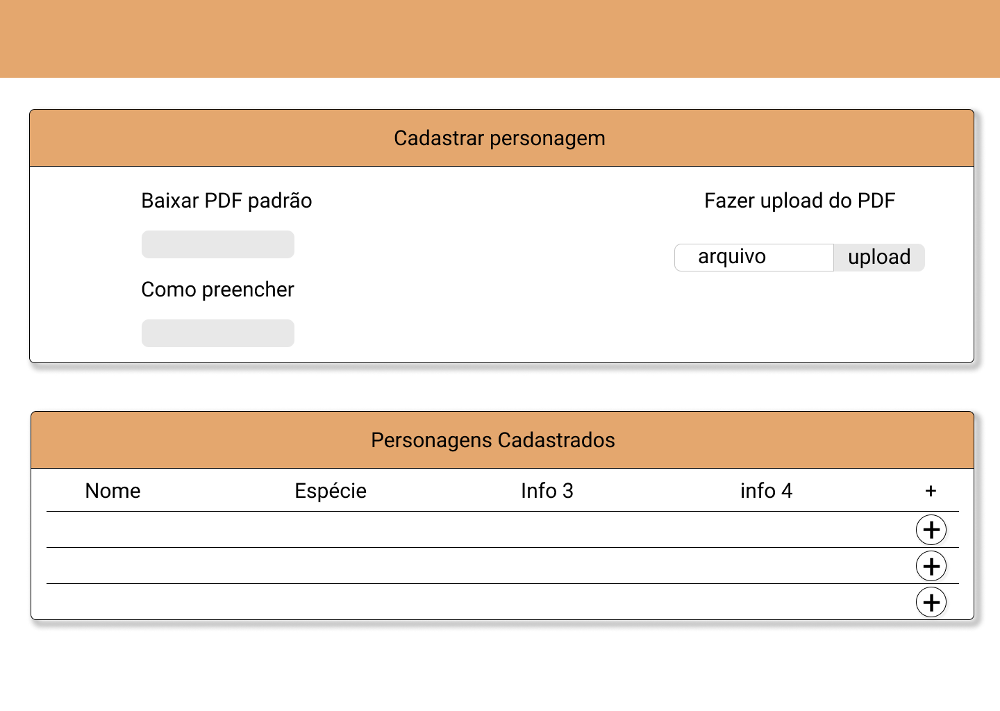 Cadastrar personagem
Baixar PDF padrão
Fazer upload do PDF
arquivo
upload
Como preencher
Personagens Cadastrados
Nome
Espécie
Info 3
info 4
+
+
+
+